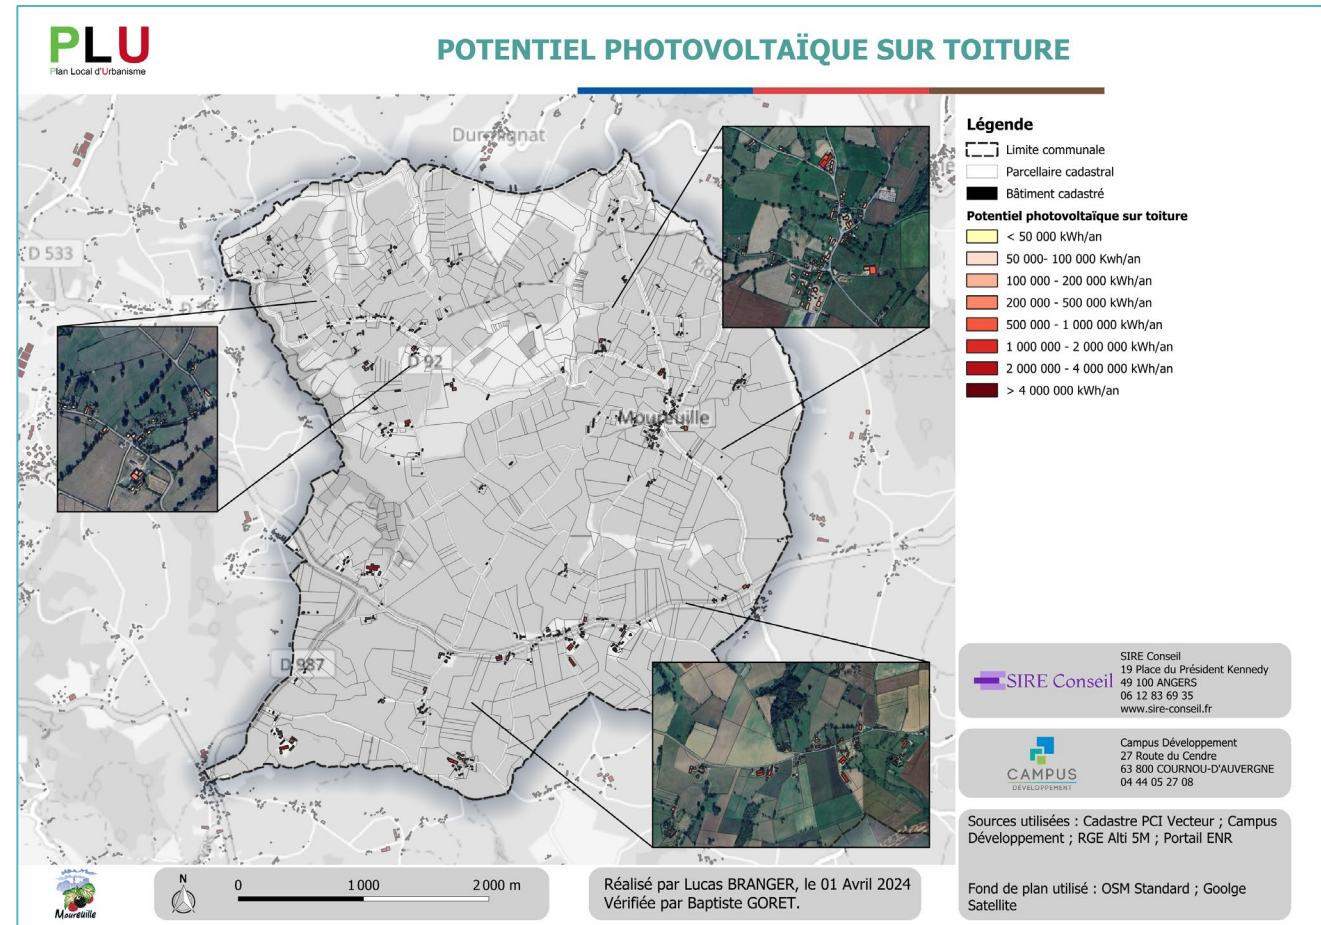 PLU
Plan Local d'Urbanisme
POTENTIEL PHOTOVOLTAÏQUE SUR TOITURE
D 533
D 92
Moureuille
D 987
Légende
Limite communale
Parcellaire cadastral
Bâtiment cadastré
Potentiel photovoltaïque sur toiture
< 50 000 kWh/an
50 000- 100 000 Kwh/an
100 000 - 200 000 kWh/an
200 000 - 500 000 kWh/an
500 000 - 1 000 000 kWh/an
1 000 000 - 2 000 000 kWh/an
2 000 000 - 4 000 000 kWh/an
> 4 000 000 kWh/an
SIRE Conseil
SIRE Conseil
19 Place du Président Kennedy
49 100 ANGERS
06 12 83 69 35
www.sire-conseil.fr
CAMPUS
DÉVELOPPEMENT
Campus Développement
27 Route du Cendre
63 800 COURNOU-D'AUVERGNE
04 44 05 27 08
Sources utilisées : Cadastre PCI Vecteur ; Campus
Développement ; RGE Alti 5M ; Portail ENR
Fond de plan utilisé : OSM Standard ; Goolge
Satellite
Moureuille
N
0 1 000 2 000 m
Réalisé par Lucas BRANGER, le 01 Avril 2024
Vérifiée par Baptiste GORET.